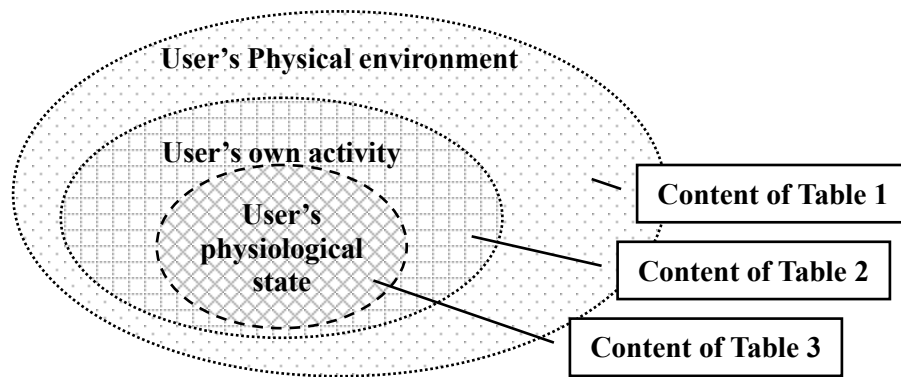 User’s Physical environment
User’s own activity
User’s
physiological
state
Content of Table 1
Content of Table 2
Content of Table 3